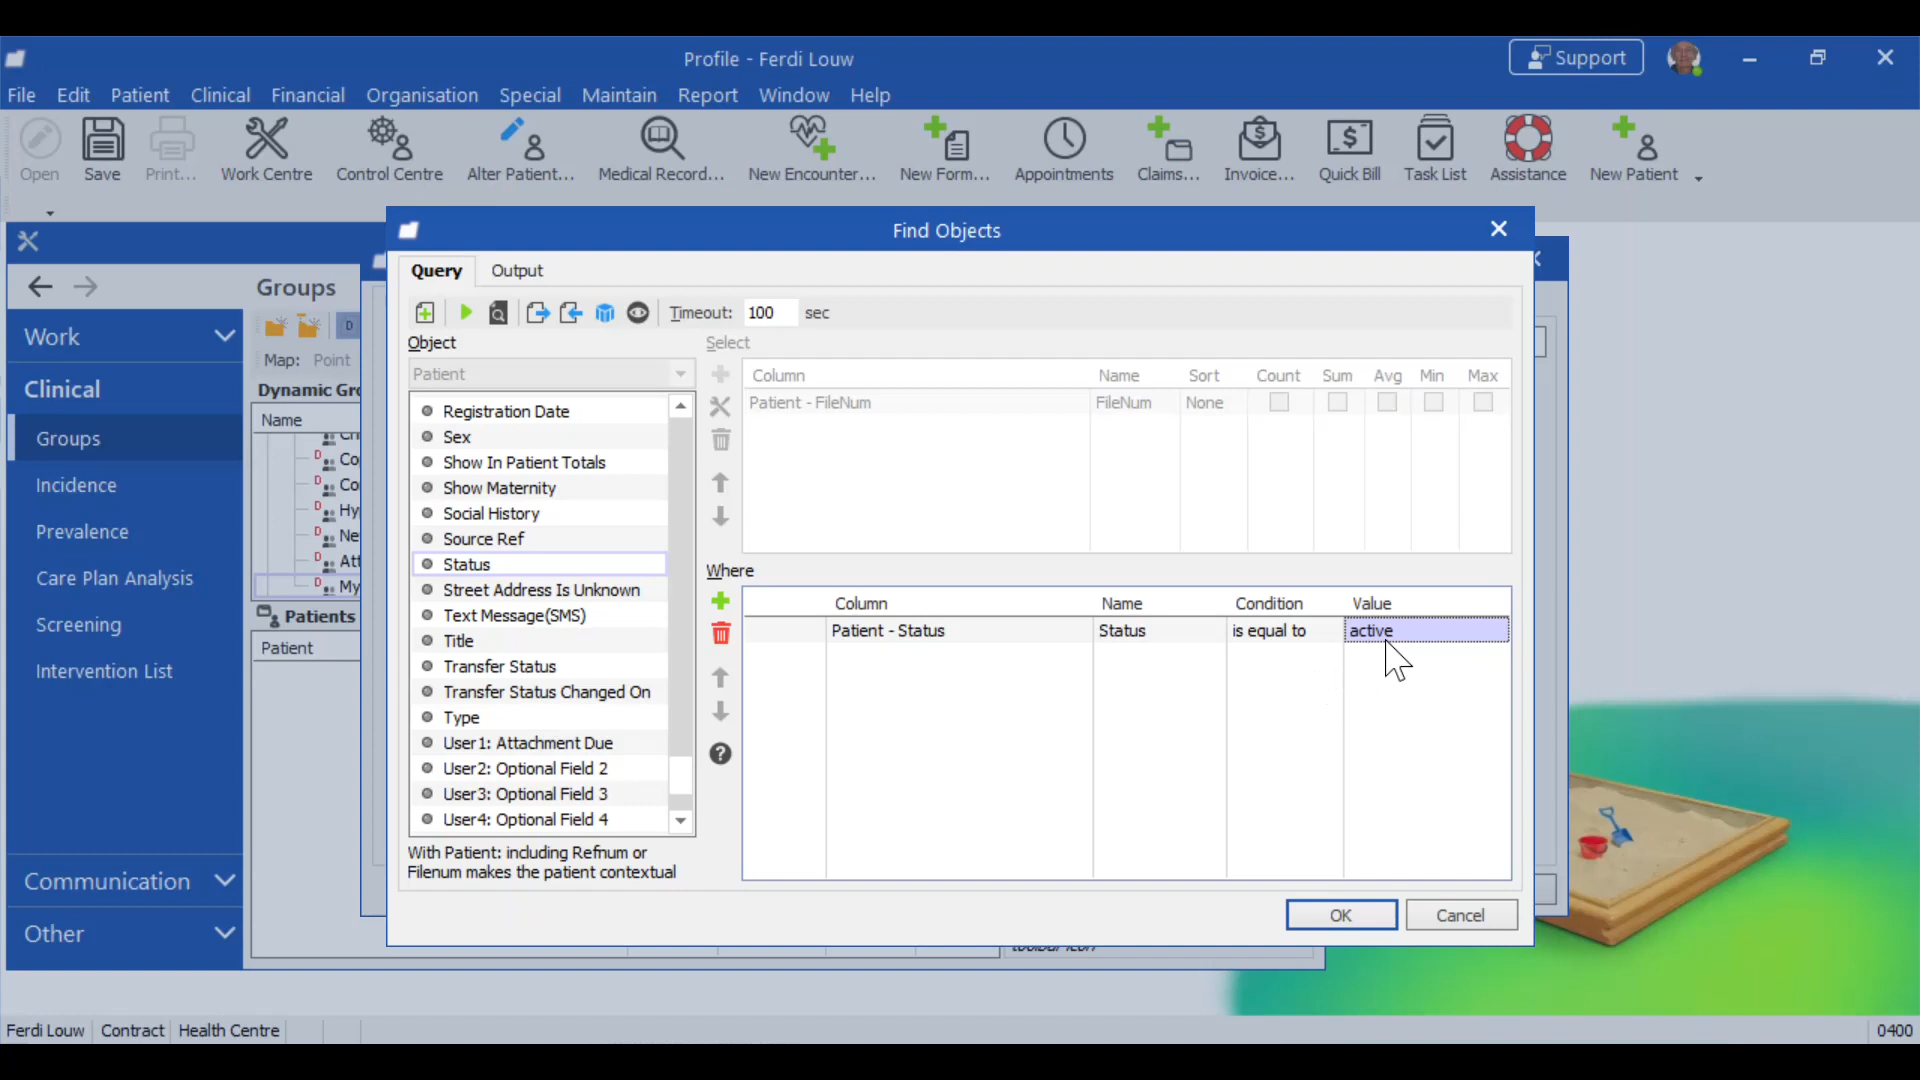 Profile - Ferdi Louw
Support
File Edit Patient Clinical Financial Organisation Special Maintain Report Window Help
Open Save Print... Work Centre Control Centre Alter Patient... Medical Record... New Encounter... New Form... Appointments Claims... Invoice... Quick Bill Task List Assistance New Patient
Find Objects
Query Output
Timeout: 100 sec
Groups
Work
Clinical
Groups
Incidence
Prevalence
Care Plan Analysis
Screening
Intervention List
Communication
Other
D
Map: Point
Dynamic Gro
Name
D Co
D Co
D Hy
D Ne
D Att
D My
Patients
Patient
Object
Patient
Registration Date
Sex
Show In Patient Totals
Show Maternity
Social History
Source Ref
Status
Street Address Is Unknown
Text Message(SMS)
Title
Transfer Status
Transfer Status Changed On
Type
User1: Attachment Due
User2: Optional Field 2
User3: Optional Field 3
User4: Optional Field 4
With Patient: including Refnum or
Filenum makes the patient contextual
Select
Column Name Sort Count Sum Avg Min Max
Patient - FileNum FileNum None
Where
Column Name Condition Value
Patient - Status Status is equal to active
OK Cancel
Ferdi Louw Contract Health Centre 0400